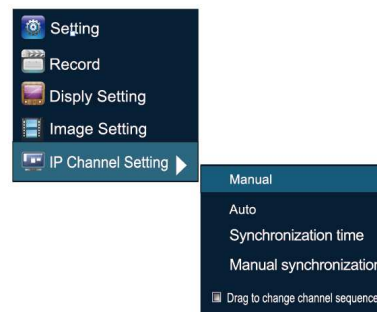 Setting
Record
Disply Setting
Image Setting
IP Channel Setting
Manual
Auto
Synchronization time
Manual synchronization
Drag to change channel sequence